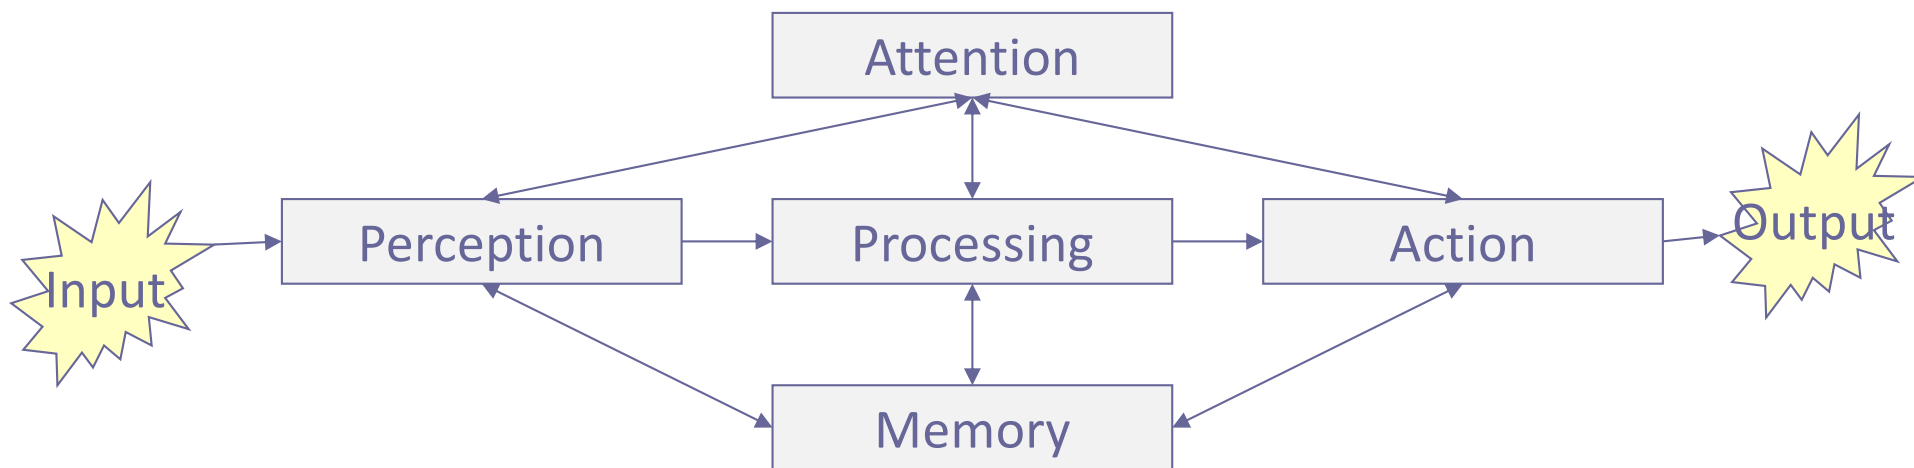 Attention
Perception
Processing
Action
Output
Input
Memory